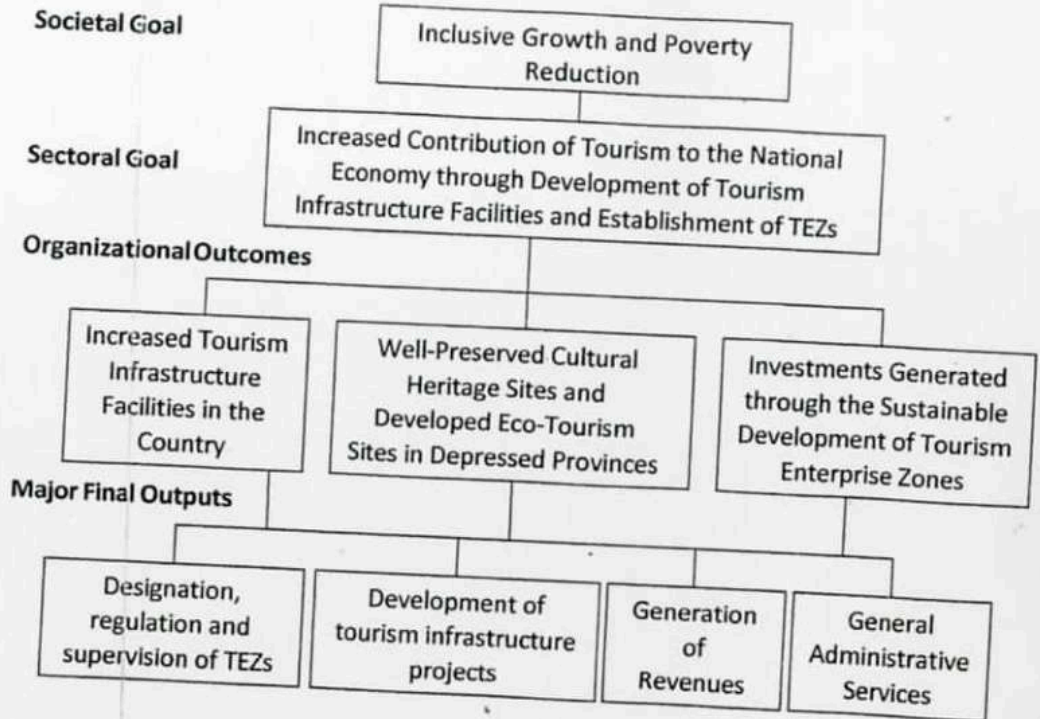 Societal Goal
Inclusive Growth and Poverty
Reduction
Sectoral Goal
Increased Contribution of Tourism to the National
Economy through Development of Tourism
Infrastructure Facilities and Establishment of TEZs
Organizational Outcomes
Increased Tourism
Infrastructure
Facilities in the
Country
Well-Preserved Cultural
Heritage Sites and
Developed Eco-Tourism
Sites in Depressed Provinces
Investments Generated
through the Sustainable
Development of Tourism
Enterprise Zones
Major Final Outputs
Designation,
regulation and
supervision of TEZs
Development of
tourism infrastructure
projects
Generation
of
Revenues
General
Administrative
Services